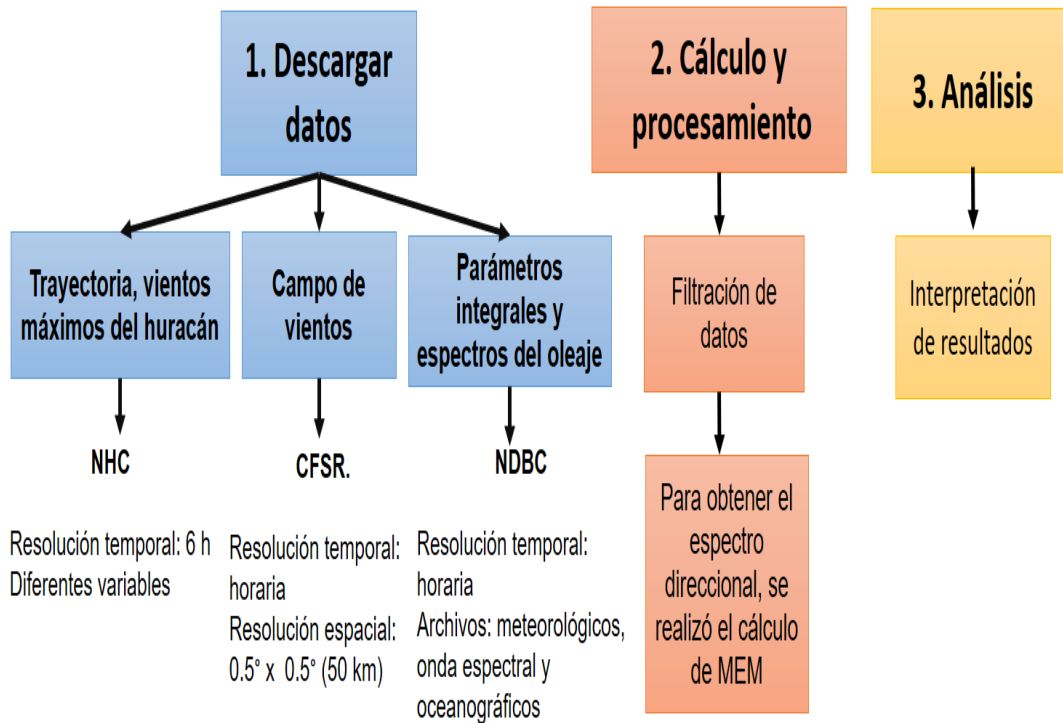 1. Descargar
datos
Trayectoria, vientos
máximos del huracán
NHC
Resolución temporal: 6 h
Diferentes variables
Campo de
vientos
CFSR.
Resolución temporal:
horaria
Resolución espacial:
0.5° x 0.5° (50 km)
Parámetros
integrales y
espectros del oleaje
NDBC
Resolución temporal:
horaria
Archivos: meteorológicos,
onda espectral y
oceanográficos
2. Cálculo y
procesamiento
Filtración de
datos
Para obtener el
espectro
direccional, se
realizó el cálculo
de MEM
3. Análisis
Interpretación
de resultados